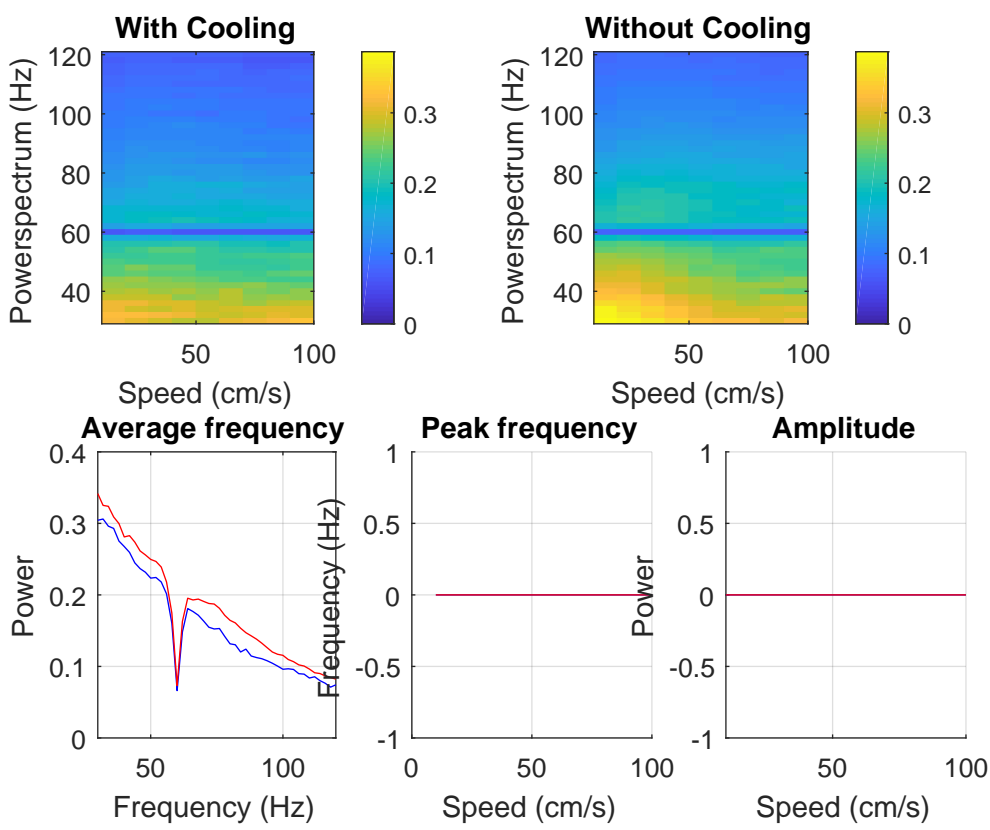 With Cooling
Powerspectrum (Hz)
120
100
80
60
40
50
100
Speed (cm/s)
0.3
0.2
0.1
0
Without Cooling
Powerspectrum (Hz)
120
100
80
60
40
50
100
Speed (cm/s)
0.3
0.2
0.1
0
Average frequency
Power
0.4
0.3
0.2
0.1
0
50
100
Frequency (Hz)
Peak frequency
Frequency (Hz)
1
0.5
0
-0.5
-1
0
50
100
Speed (cm/s)
Amplitude
Power
1
0.5
0
-0.5
-1
50
100
Speed (cm/s)